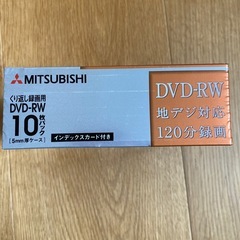 MITSUBISHI
くり返し録画用
DVD-RW
10枚パック
[5mm厚ケース]
インデックスカード付き
DVD-RW
地デジ対応
120分録画